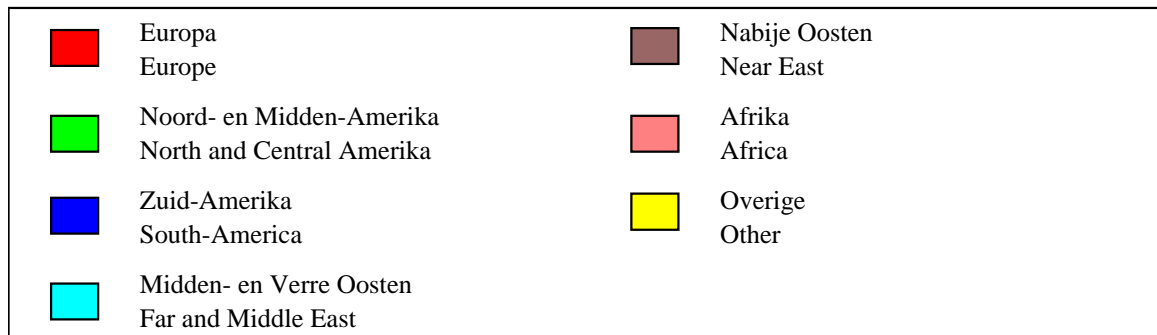 Europa
Europe
Noord- en Midden-Amerika
North and Central Amerika
Zuid-Amerika
South-America
Midden- en Verre Oosten
Far and Middle East
Nabije Oosten
Near East
Afrika
Africa
Overige
Other